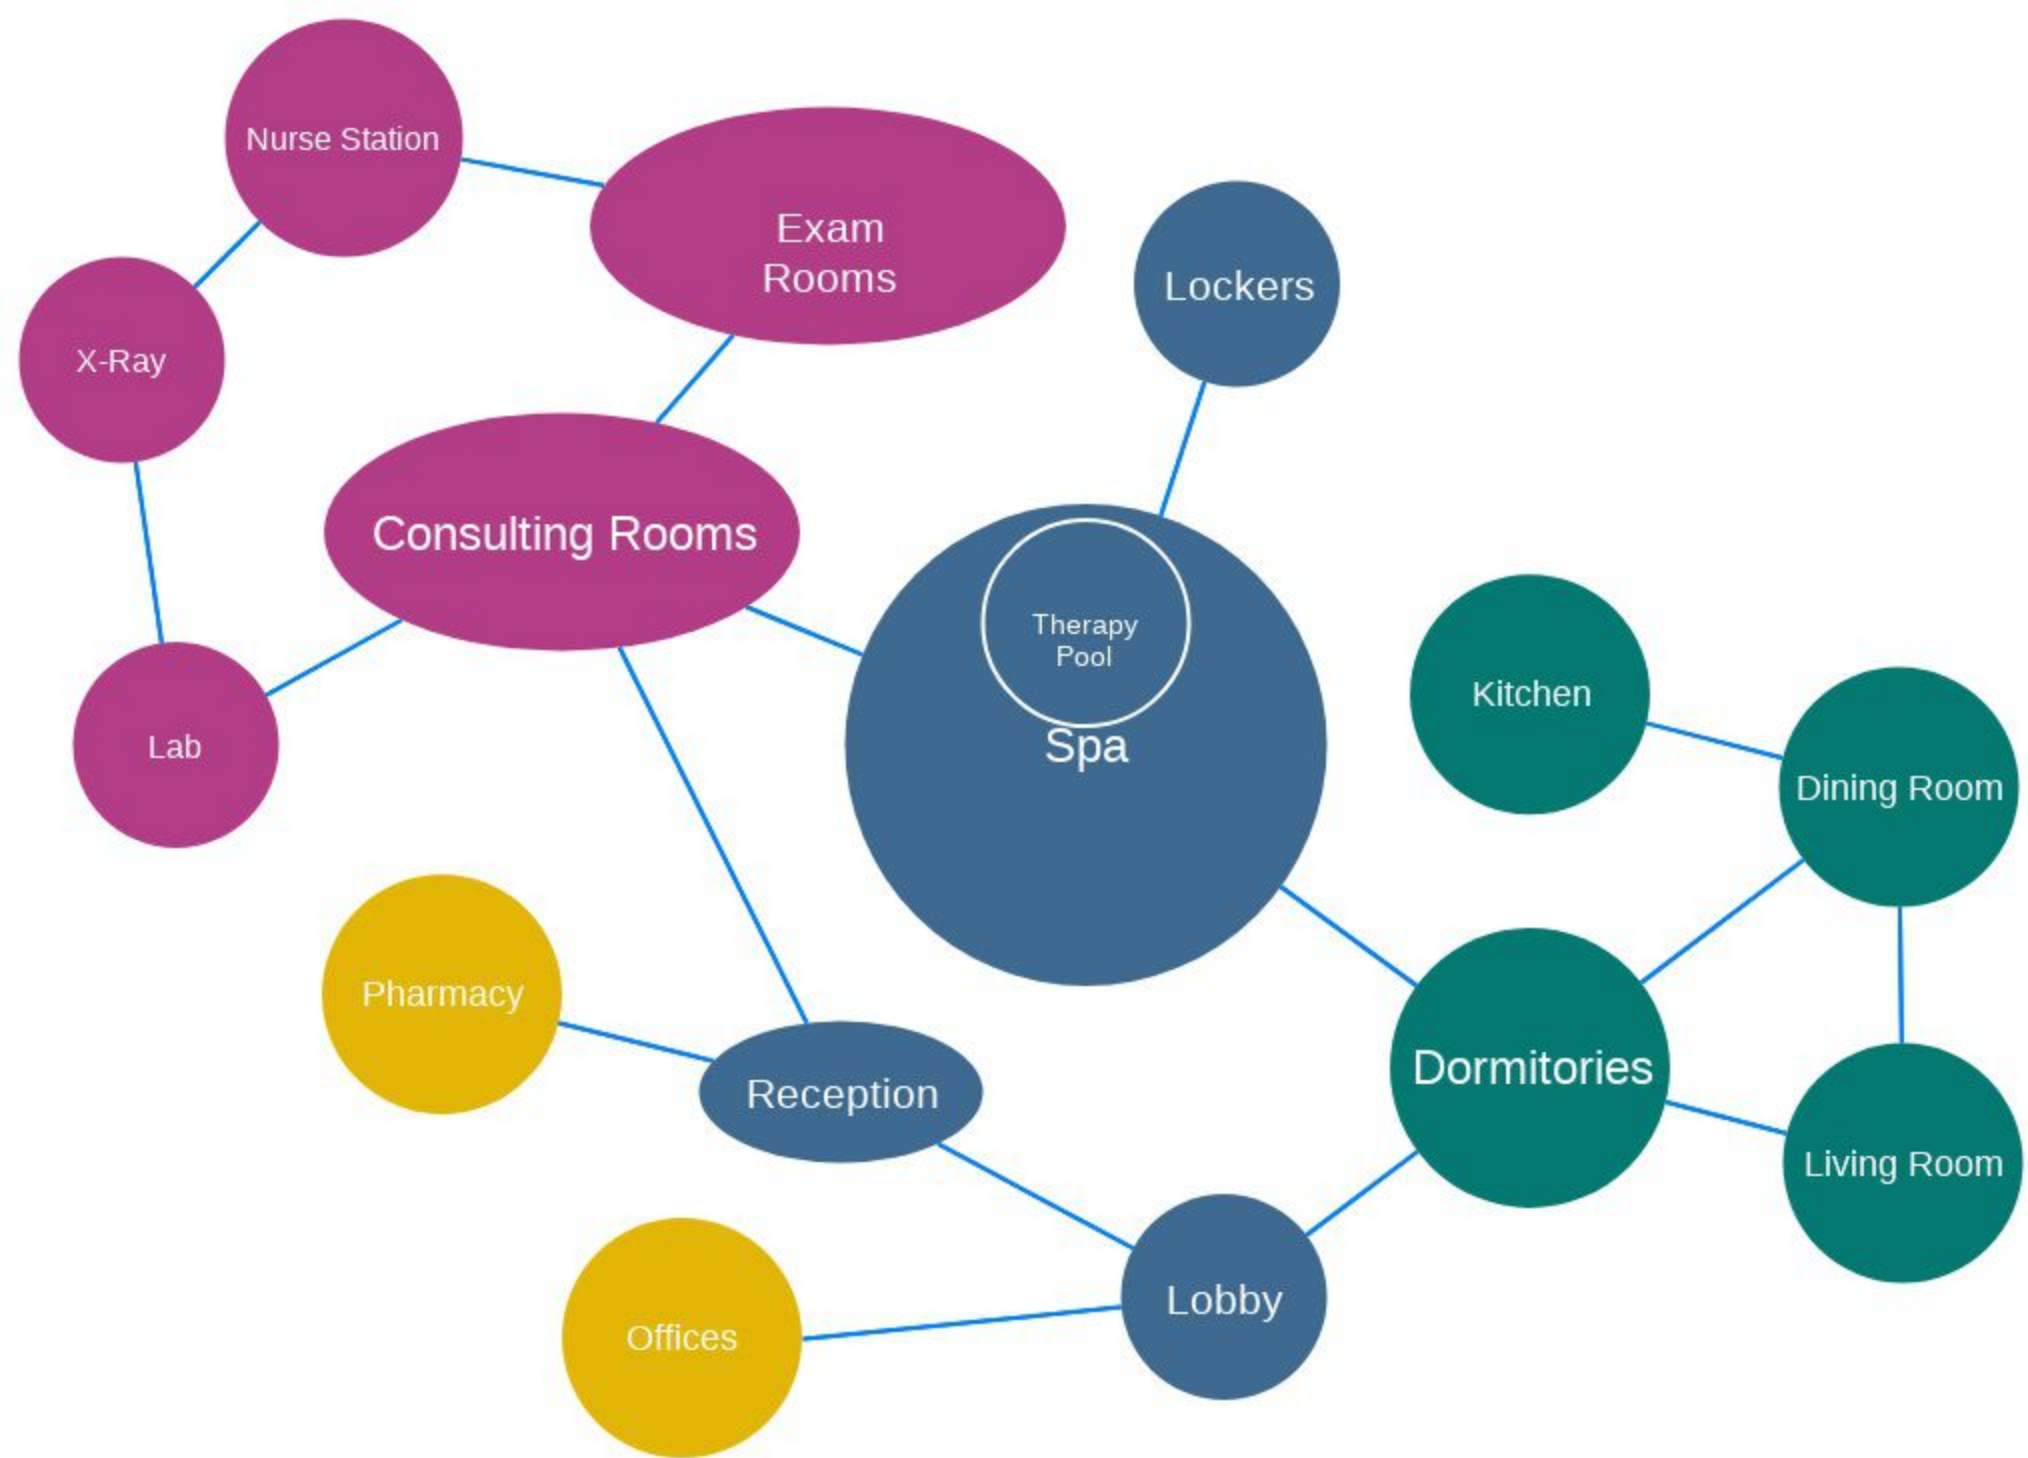 Nurse Station
Exam
Rooms
Lockers
X-Ray
Consulting Rooms
Therapy
Pool
Spa
Kitchen
Dining Room
Lab
Pharmacy
Reception
Dormitories
Living Room
Lobby
Offices